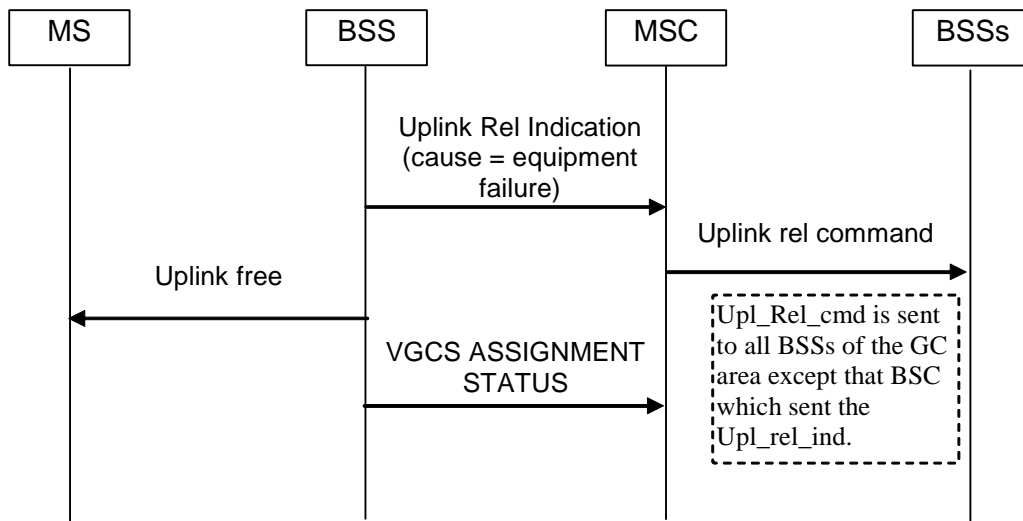 MS
BSS
MSC
BSSs
Uplink Rel Indication
(cause = equipment
failure)
Uplink rel command
Uplink free
Upl_Rel_cmd is sent
to all BSSs of the GC
area except that BSC
which sent the
Upl_rel_ind.
VGCS ASSIGNMENT
STATUS